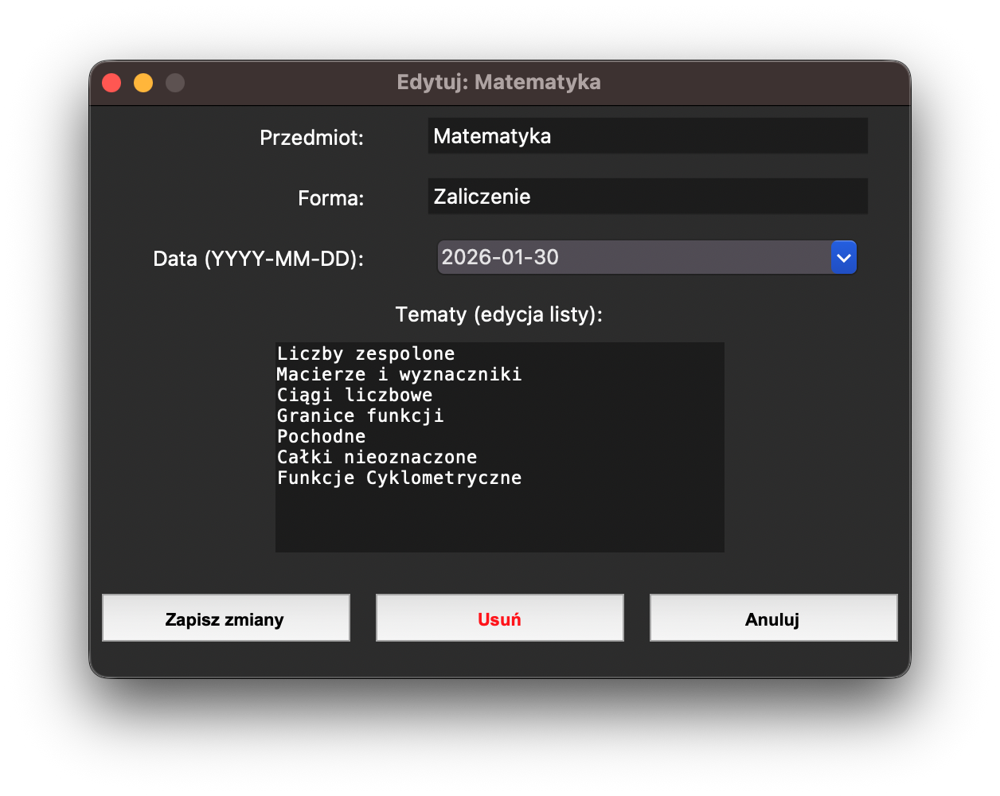 Edytuj: Matematyka
Przedmiot: Matematyka
Forma: Zaliczenie
Data (YYYY-MM-DD): 2026-01-30
Tematy (edycja listy):
Liczby zespolone
Macierze i wyznaczniki
Ciągi liczbowe
Granice funkcji
Pochodne
Całki nieoznaczone
Funkcje Cyklometryczne
Zapisz zmiany Usuń Anuluj